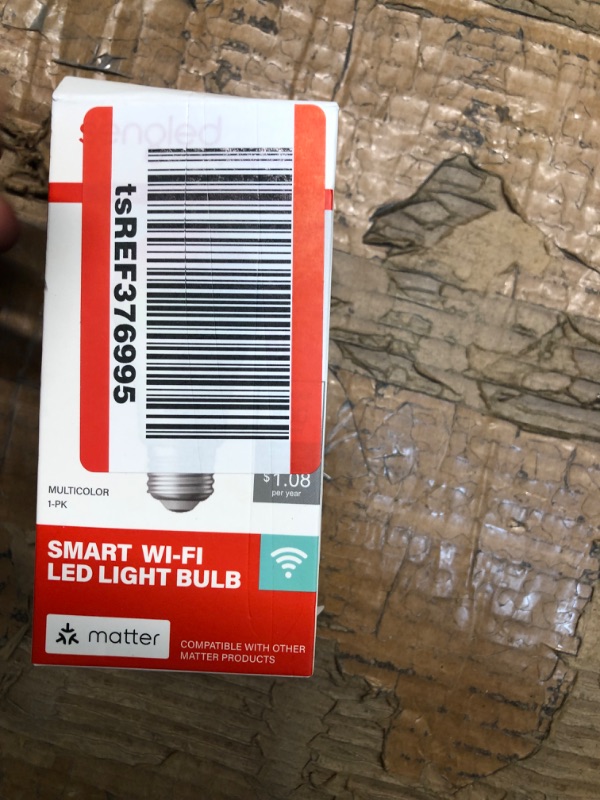 enoled
tsREF376995
$1.08
per year
MULTICOLOR
1-PK
SMART WI-FI
LED LIGHT BULB
matter
COMPATIBLE WITH OTHER
MATTER PRODUCTS